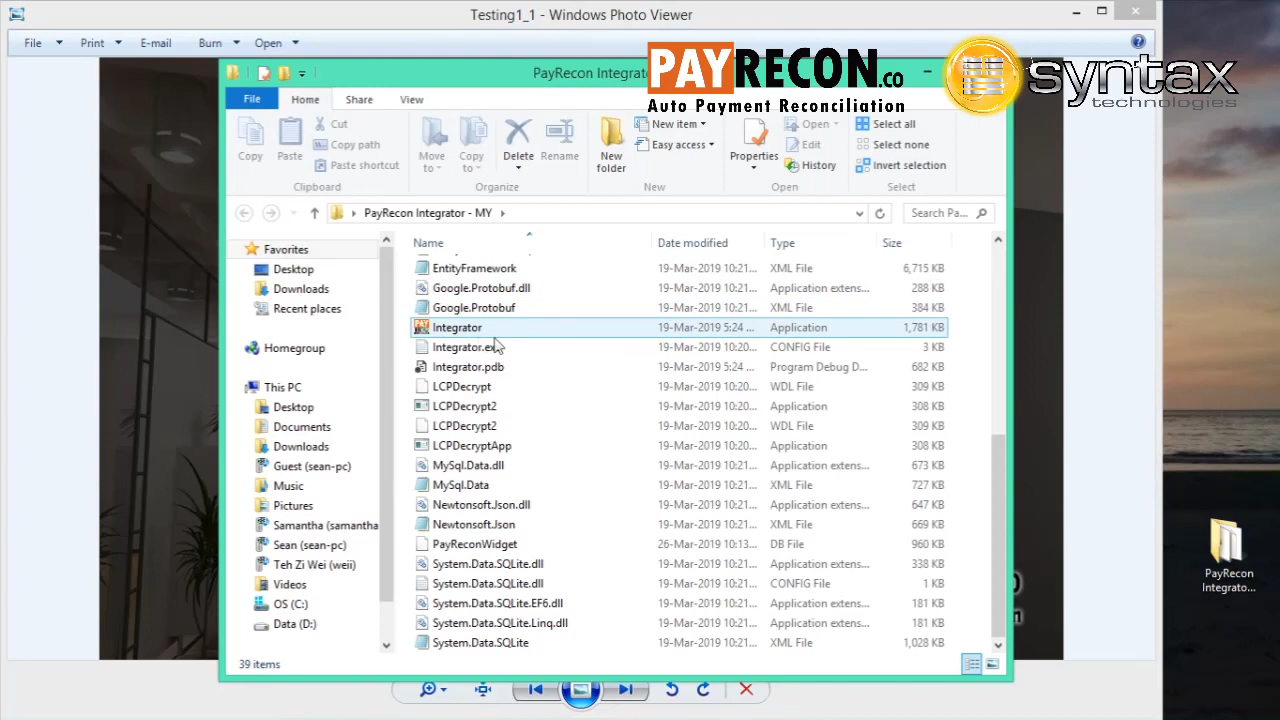 Testing1_1 - Windows Photo Viewer
File Print E-mail Burn Open
PAYRECON.co
Auto Payment Reconciliation
syntax
technologies
File Home Share View
Copy Paste Cut
Copy path
Paste shortcut
Move to Copy to Delete Rename
New folder New item
Easy access
Properties Open
Edit
History
Select all
Select none
Invert selection
Clipboard Organize New Open Select
PayRecon Integrator - MY
Search Pa...
Name Date modified Type Size
Favorites
Desktop
Downloads
Recent places
Homegroup
This PC
Desktop
Documents
Downloads
Guest (sean-pc)
Music
Pictures
Samantha (samantha
Sean (sean-pc)
Teh Zi Wei (weii)
Videos
OS (C:)
Data (D:)
EntityFramework 19-Mar-2019 10:21... XML File 6,715 KB
Google.Protobuf.dll 19-Mar-2019 10:21... Application extens... 288 KB
Google.Protobuf 19-Mar-2019 10:21... XML File 384 KB
Integrator 19-Mar-2019 5:24 ... Application 1,781 KB
Integrator.ex 19-Mar-2019 10:20... CONFIG File 3 KB
Integrator.pdb 19-Mar-2019 5:24 ... Program Debug D... 682 KB
LCPDecrypt 19-Mar-2019 10:20... WDL File 309 KB
LCPDecrypt2 19-Mar-2019 10:20... Application 308 KB
LCPDecrypt2 19-Mar-2019 10:20... WDL File 309 KB
LCPDecryptApp 19-Mar-2019 10:20... Application 308 KB
MySql.Data.dll 19-Mar-2019 10:21... Application extens... 673 KB
MySql.Data 19-Mar-2019 10:21... XML File 727 KB
Newtonsoft.Json.dll 19-Mar-2019 10:21... Application extens... 647 KB
Newtonsoft.Json 19-Mar-2019 10:21... XML File 669 KB
PayReconWidget 26-Mar-2019 10:13... DB File 960 KB
System.Data.SQLite.dll 19-Mar-2019 10:21... Application extens... 338 KB
System.Data.SQLite.dll 19-Mar-2019 10:21... CONFIG File 1 KB
System.Data.SQLite.EF6.dll 19-Mar-2019 10:21... Application extens... 181 KB
System.Data.SQLite.Linq.dll 19-Mar-2019 10:21... Application extens... 181 KB
System.Data.SQLite 19-Mar-2019 10:21... XML File 1,028 KB
39 items
PayRecon
Integrato...